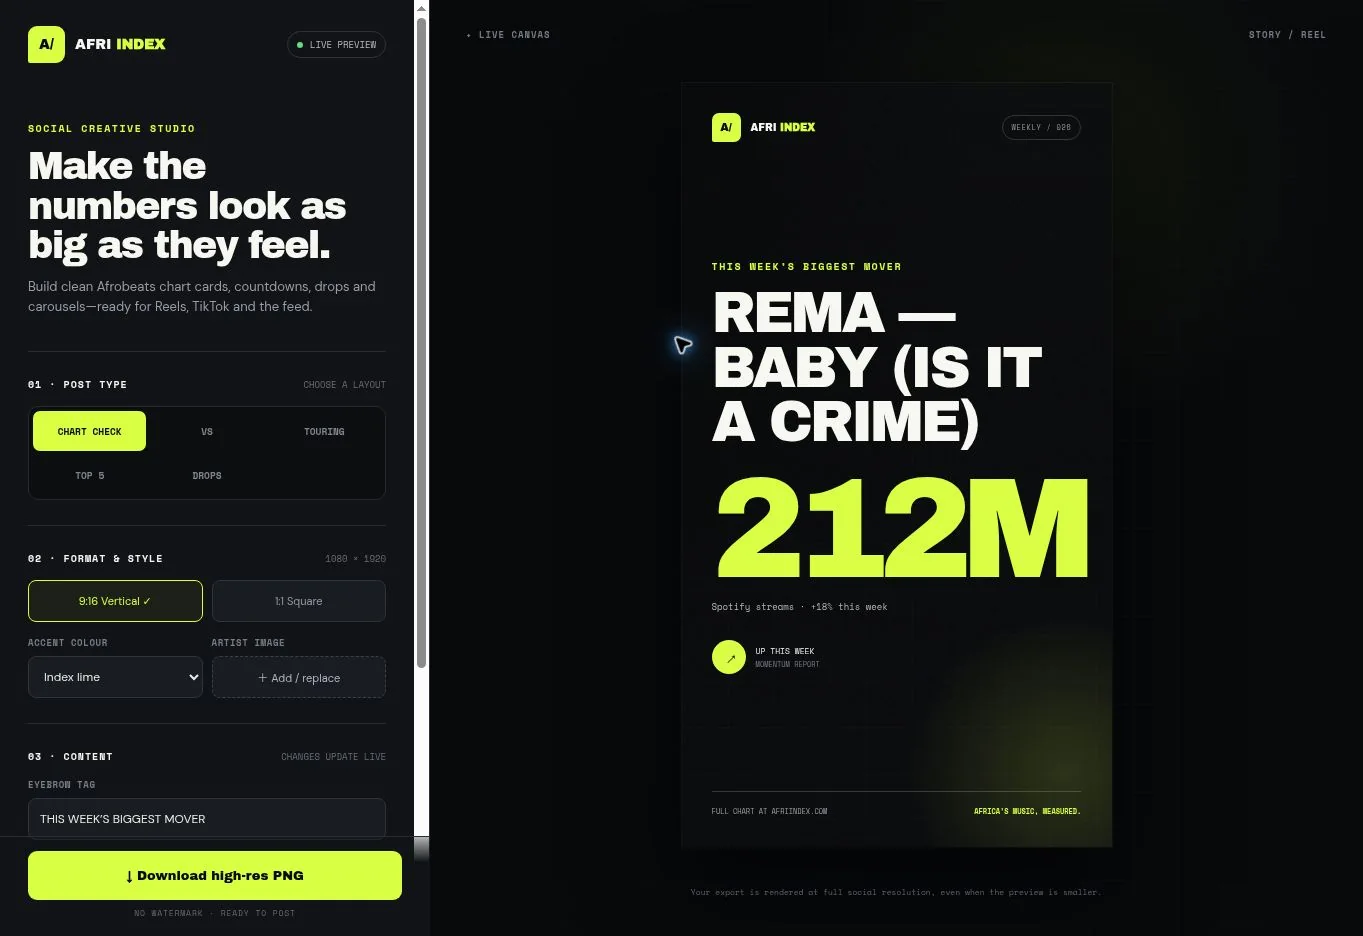 A/ AFRI INDEX
LIVE PREVIEW
SOCIAL CREATIVE STUDIO
Make the
numbers look as
big as they feel.
Build clean Afrobeats chart cards, countdowns, drops and
carousels—ready for Reels, TikTok and the feed.
01 · POST TYPE
CHOOSE A LAYOUT
CHART CHECK
VS
TOURING
TOP 5
DROPS
02 · FORMAT & STYLE
1080 × 1920
9:16 Vertical ✓
1:1 Square
ACCENT COLOUR
ARTIST IMAGE
Index lime
+ Add / replace
03 · CONTENT
CHANGES UPDATE LIVE
EYEBROW TAG
THIS WEEK'S BIGGEST MOVER
↓ Download high-res PNG
NO WATERMARK · READY TO POST
✦ LIVE CANVAS
STORY / REEL
A/ AFRI INDEX
WEEKLY / 026
THIS WEEK'S BIGGEST MOVER
REMA —
BABY (IS IT
A CRIME)
212M
Spotify streams · +18% this week
↗
UP THIS WEEK
MOMENTUM REPORT
FULL CHART AT AFRIINDEX.COM
AFRICA'S MUSIC, MEASURED.
Your export is rendered at full social resolution, even when the preview is smaller.